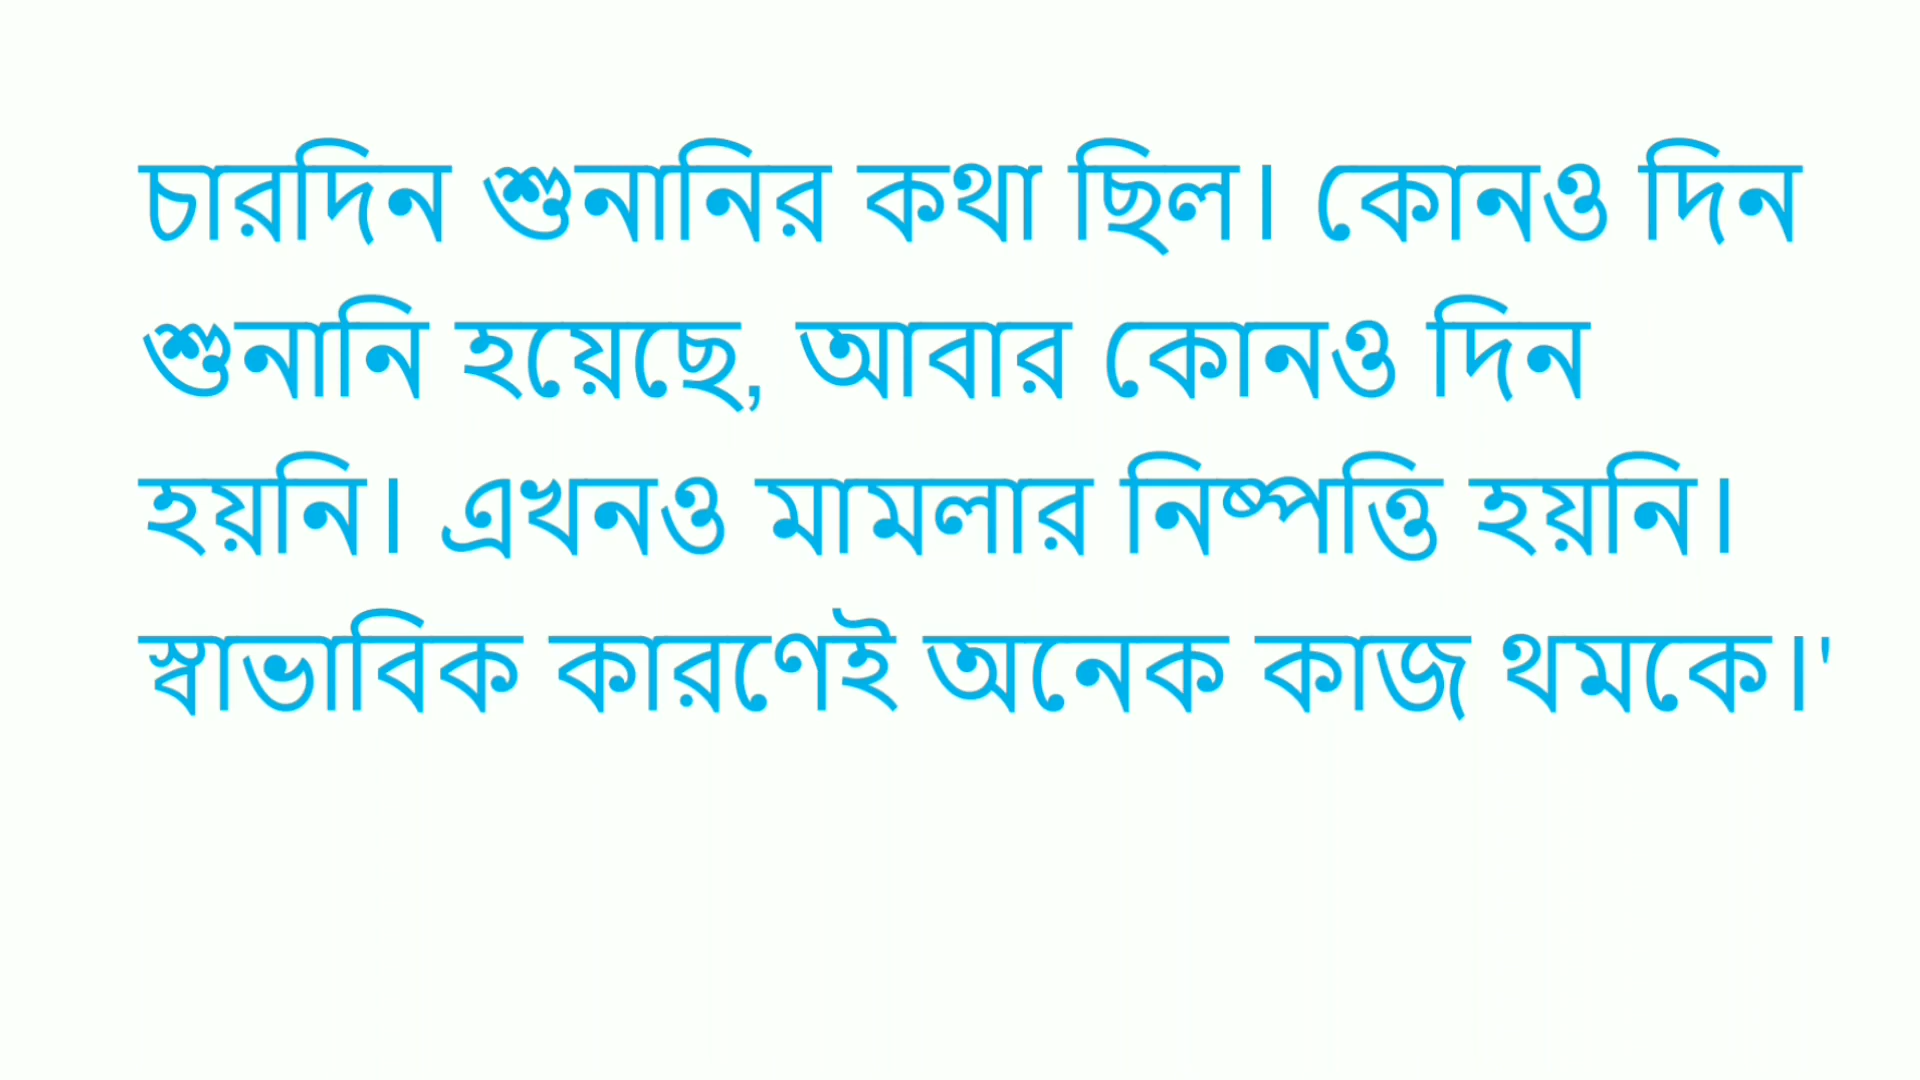 চারদিন শুনানির কথা ছিল। কোনও দিন
শুনানি হয়েছে, আবার কোনও দিন
হয়নি। এখনও মামলার নিষ্পত্তি হয়নি।
স্বাভাবিক কারণেই অনেক কাজ থমকে।'